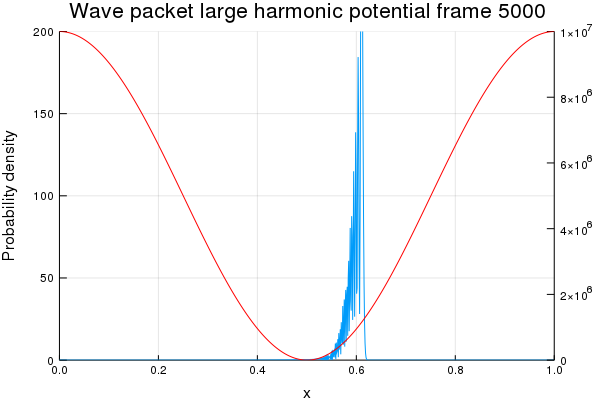 Wave packet large harmonic potential frame 5000
Probability density
200
150
100
50
0
1×10⁷
8×10⁶
6×10⁶
4×10⁶
2×10⁶
0
0.0 0.2 0.4 0.6 0.8 1.0
x